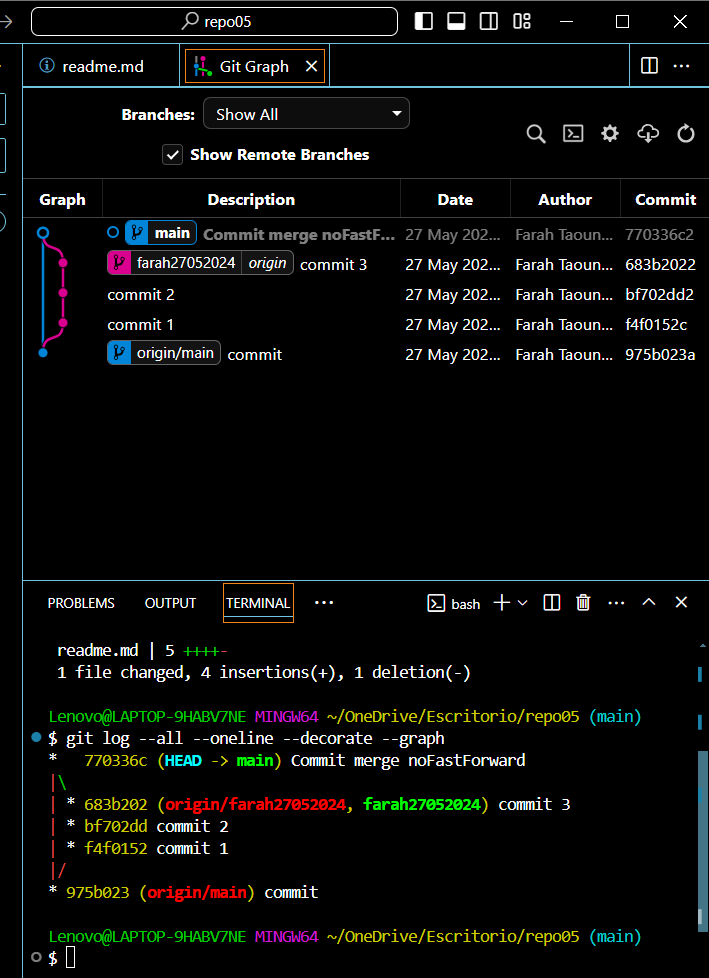 repo05
readme.md Git Graph
Branches: Show All
Show Remote Branches
Graph Description Date Author Commit
main Commit merge noFastF... 27 May 202... Farah Taoun... 770336c2
farah27052024 origin commit 3 27 May 202... Farah Taoun... 683b2022
commit 2 27 May 202... Farah Taoun... bf702dd2
commit 1 27 May 202... Farah Taoun... f4f0152c
origin/main commit 27 May 202... Farah Taoun... 975b023a
PROBLEMS OUTPUT TERMINAL ... bash
readme.md | 5 ++++-
1 file changed, 4 insertions(+), 1 deletion(-)
Lenovo@LAPTOP-9HABV7NE MINGW64 ~/OneDrive/Escritorio/repo05 (main)
$ git log --all --oneline --decorate --graph
*   770336c (HEAD -> main) Commit merge noFastForward
|\
| * 683b202 (origin/farah27052024, farah27052024) commit 3
| * bf702dd commit 2
| * f4f0152 commit 1
|/
* 975b023 (origin/main) commit
Lenovo@LAPTOP-9HABV7NE MINGW64 ~/OneDrive/Escritorio/repo05 (main)
$